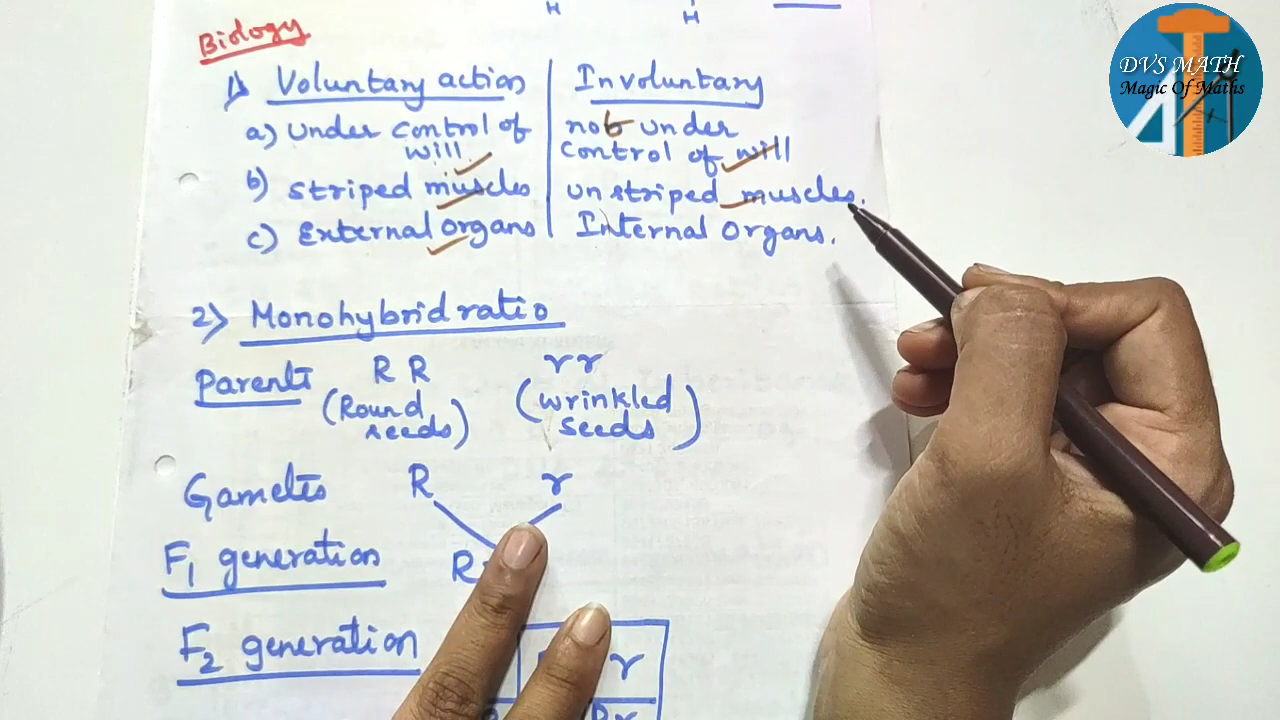 H H
Biology
1) Voluntary action | Involuntary
a) under control of will | not under control of will
b) striped muscles | unstriped muscles.
c) External organs | Internal Organs.
2) Monohybrid ratio
Parents RR rr
(Round seeds) (wrinkled seeds)
Gametes R r
F1 generation R
F2 generation r
Rr
DVS MATH
Magic Of Maths